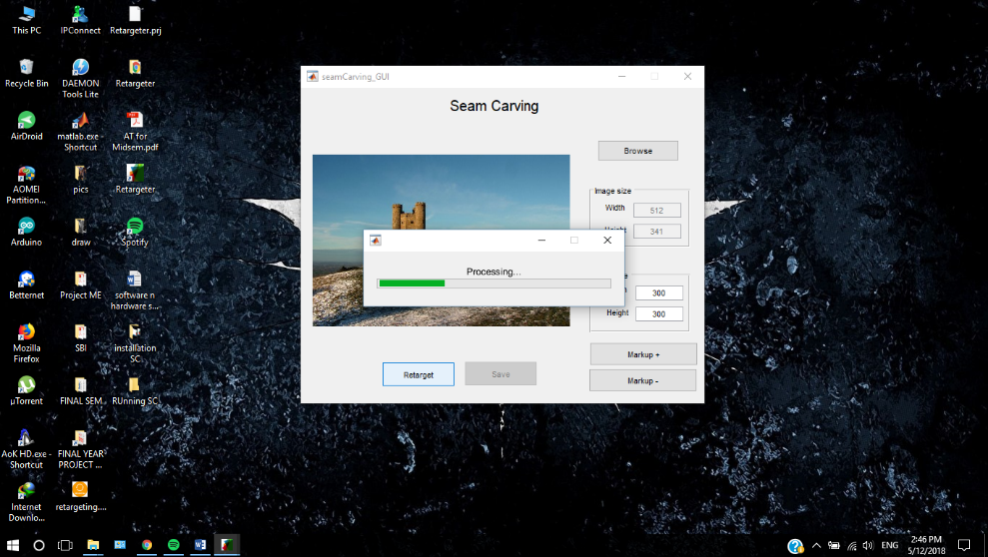 This PC
IPConnect
Retargeter.prj
Recycle Bin
DAEMON
Tools Lite
Retargeter
AirDroid
matlab.exe -
Shortcut
AT for
Midsem.pdf
AOMEI
Partition...
pics
Retargeter
Arduino
draw
Spotify
Betternet
Project ME
software n
hardware s...
Mozilla
Firefox
SBI
installation
SC
µTorrent
FINAL SEM
RUnning SC
AoK HD.exe -
Shortcut
FINAL YEAR
PROJECT ...
Internet
Downlo...
retargeting....
seamCarving_GUI
Seam Carving
Browse
Image size
Width
512
Height
341
Processing...
300
Height
300
Markup +
Markup -
Retarget
Save
ENG
2:46 PM
5/12/2018